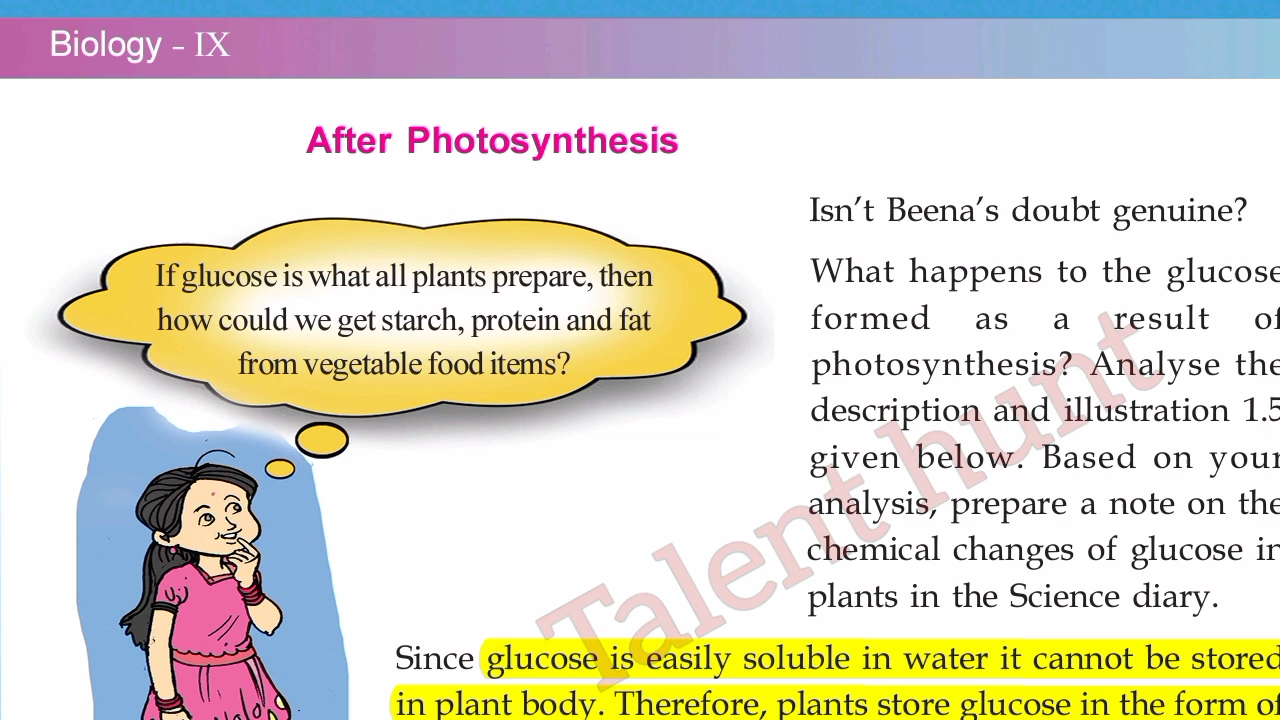 Biology - IX
After Photosynthesis
If glucose is what all plants prepare, then
how could we get starch, protein and fat
from vegetable food items?
Isn't Beena's doubt genuine?
What happens to the glucose
formed as a result of
photosynthesis? Analyse the
description and illustration 1.5
given below. Based on your
analysis, prepare a note on the
chemical changes of glucose in
plants in the Science diary.
Talent hunt
Since glucose is easily soluble in water it cannot be stored
in plant body. Therefore, plants store glucose in the form of